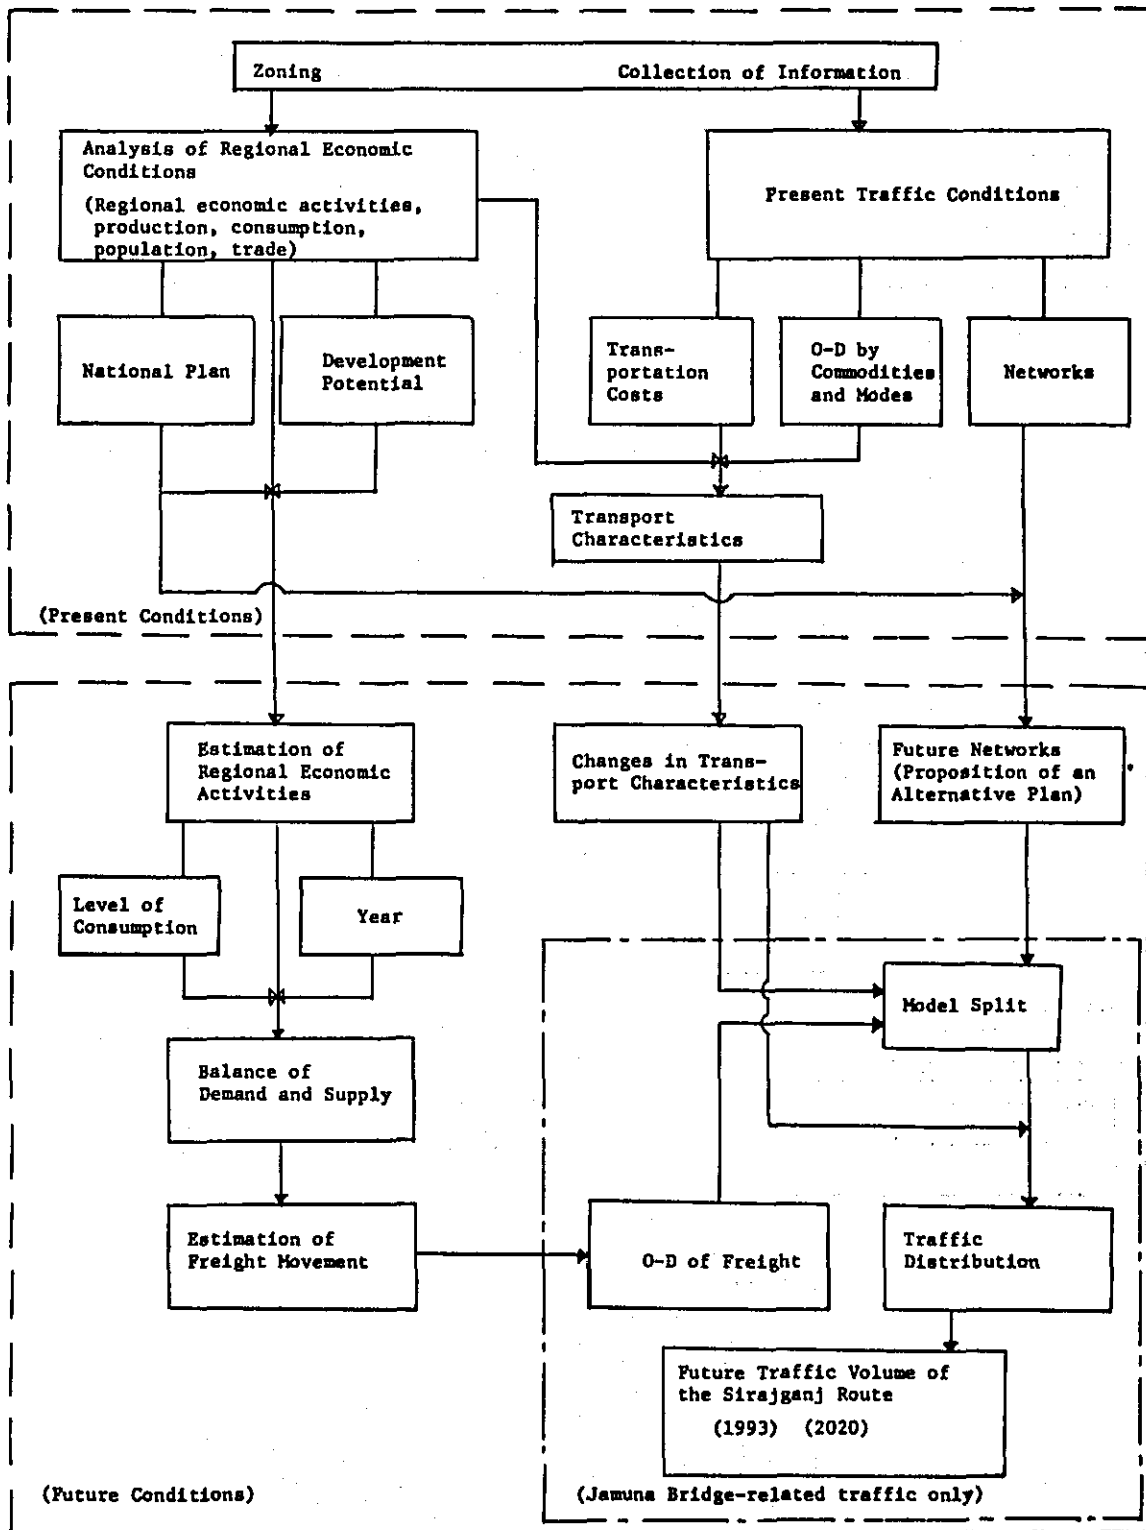 Zoning Collection of Information
Analysis of Regional Economic
Conditions
(Regional economic activities,
production, consumption,
population, trade)
Present Traffic Conditions
National Plan
Development
Potential
Trans-
portation
Costs
O-D by
Commodities
and Modes
Networks
Transport
Characteristics
(Present Conditions)
Estimation of
Regional Economic
Activities
Changes in Trans-
port Characteristics
Future Networks
(Proposition of an
Alternative Plan)
Level of
Consumption
Year
Model Split
Balance of
Demand and Supply
Estimation of
Freight Movement
O-D of Freight
Traffic
Distribution
Future Traffic Volume of
the Sirajganj Route
(1993) (2020)
(Future Conditions)
(Jamuna Bridge-related traffic only)